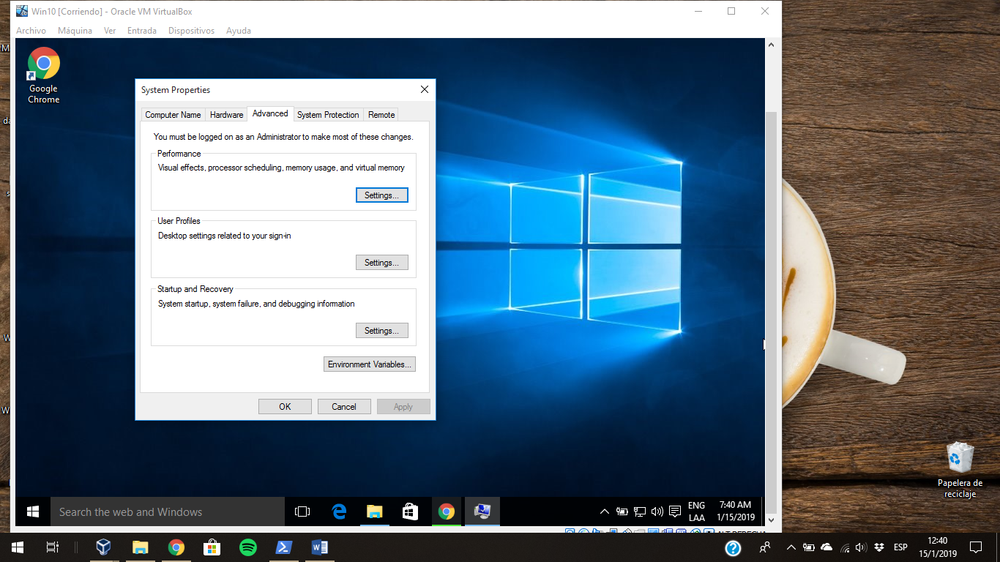 Win10 [Corriendo] - Oracle VM VirtualBox
Archivo Máquina Ver Entrada Dispositivos Ayuda
Google
Chrome
System Properties
Computer Name Hardware Advanced System Protection Remote
You must be logged on as an Administrator to make most of these changes.
Performance
Visual effects, processor scheduling, memory usage, and virtual memory
Settings...
User Profiles
Desktop settings related to your sign-in
Settings...
Startup and Recovery
System startup, system failure, and debugging information
Settings...
Environment Variables...
OK Cancel Apply
Papelera de
reciclaje
Search the web and Windows
ENG
LAA
7:40 AM
1/15/2019
ESP
12:40
15/1/2019